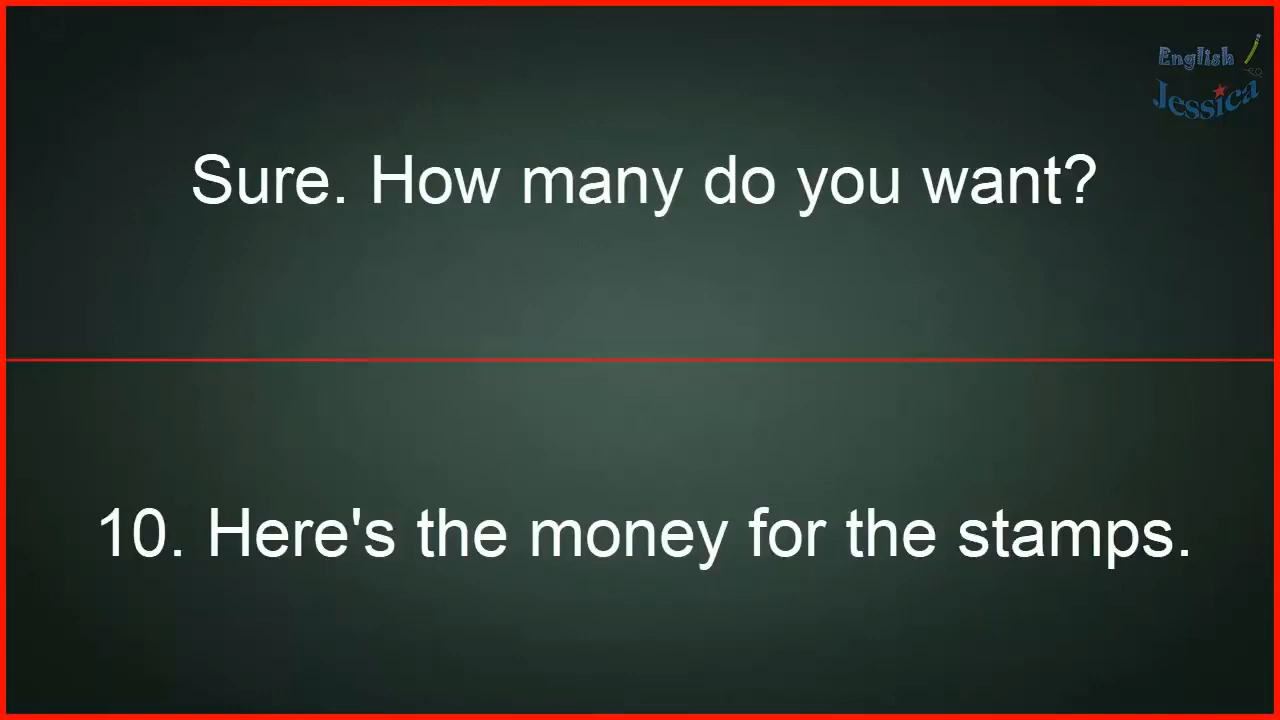 English
Jessica
Sure. How many do you want?
10. Here's the money for the stamps.